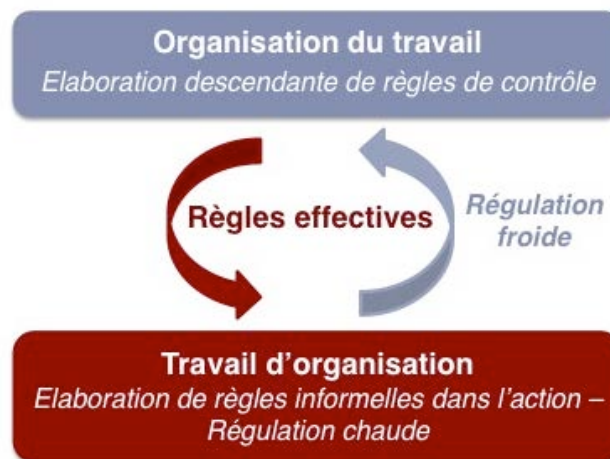 Organisation du travail
Elaboration descendante de règles de contrôle
Règles effectives
Régulation
froide
Travail d’organisation
Elaboration de règles informelles dans l’action –
Régulation chaude